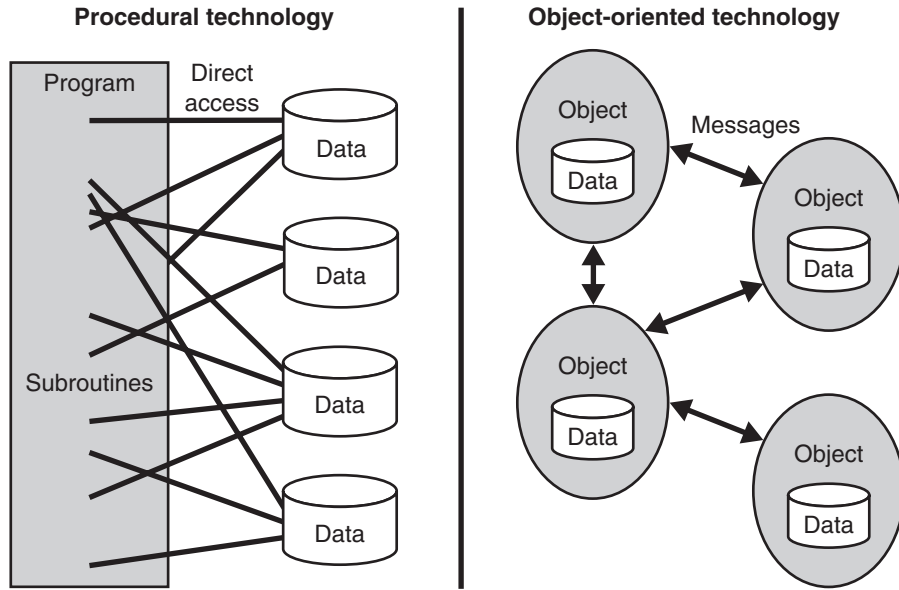 Procedural technology
Program
Direct
access
Data
Data
Subroutines
Data
Data
Object-oriented technology
Object
Data
Messages
Object
Data
Object
Data
Object
Data